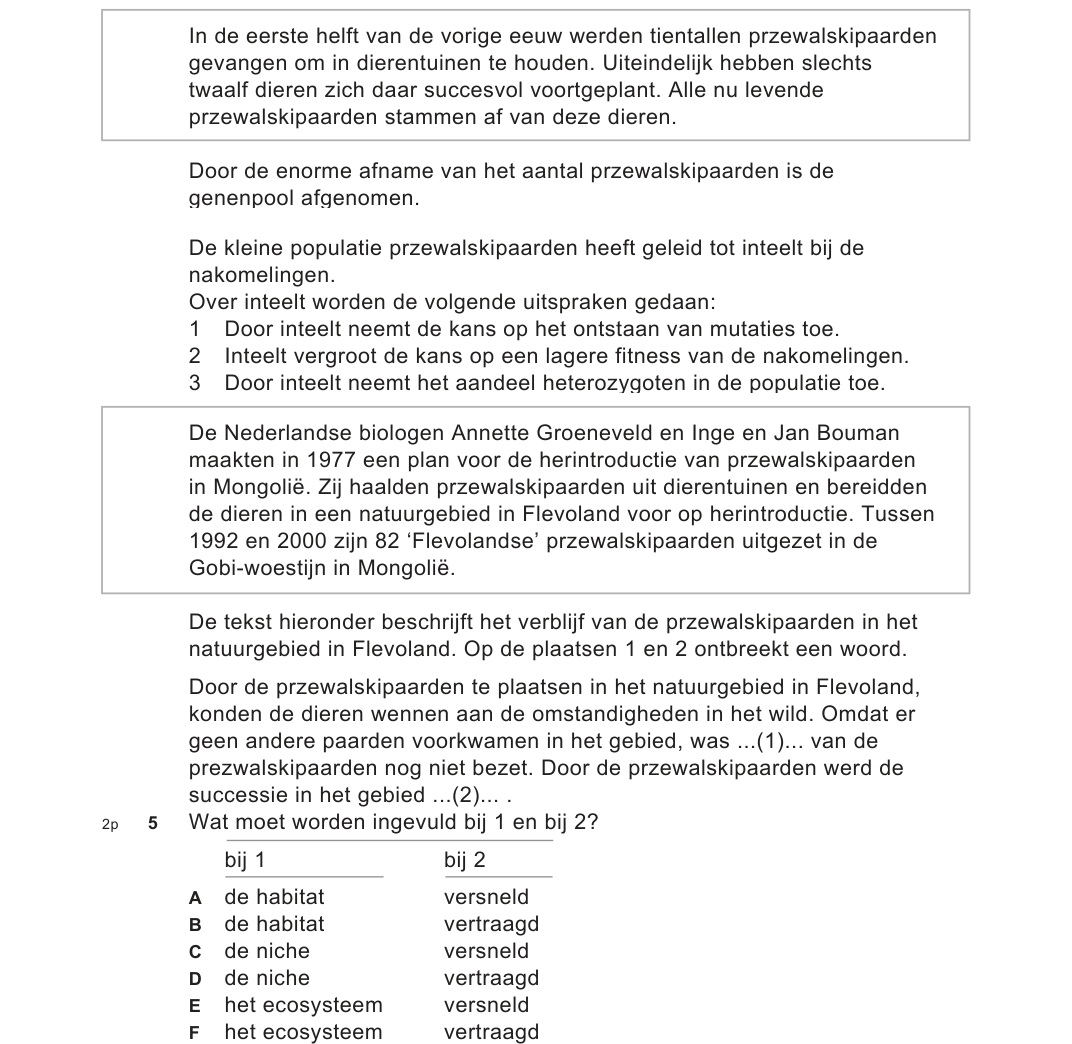 In de eerste helft van de vorige eeuw werden tientallen przewalskipaarden
gevangen om in dierentuinen te houden. Uiteindelijk hebben slechts
twaalf dieren zich daar succesvol voortgeplant. Alle nu levende
przewalskipaarden stammen af van deze dieren.
Door de enorme afname van het aantal przewalskipaarden is de
genenpool afgenomen.
De kleine populatie przewalskipaarden heeft geleid tot inteelt bij de
nakomelingen.
Over inteelt worden de volgende uitspraken gedaan:
1 Door inteelt neemt de kans op het ontstaan van mutaties toe.
2 Inteelt vergroot de kans op een lagere fitness van de nakomelingen.
3 Door inteelt neemt het aandeel heterozygoten in de populatie toe.
De Nederlandse biologen Annette Groeneveld en Inge en Jan Bouman
maakten in 1977 een plan voor de herintroductie van przewalskipaarden
in Mongolië. Zij haalden przewalskipaarden uit dierentuinen en bereidden
de dieren in een natuurgebied in Flevoland voor op herintroductie. Tussen
1992 en 2000 zijn 82 ‘Flevolandse’ przewalskipaarden uitgezet in de
Gobi-woestijn in Mongolië.
De tekst hieronder beschrijft het verblijf van de przewalskipaarden in het
natuurgebied in Flevoland. Op de plaatsen 1 en 2 ontbreekt een woord.
Door de przewalskipaarden te plaatsen in het natuurgebied in Flevoland,
konden de dieren wennen aan de omstandigheden in het wild. Omdat er
geen andere paarden voorkwamen in het gebied, was ...(1)... van de
prezwalskipaarden nog niet bezet. Door de przewalskipaarden werd de
successie in het gebied ...(2)... .
2p 5 Wat moet worden ingevuld bij 1 en bij 2?
bij 1 bij 2
A de habitat versneld
B de habitat vertraagd
C de niche versneld
D de niche vertraagd
E het ecosysteem versneld
F het ecosysteem vertraagd